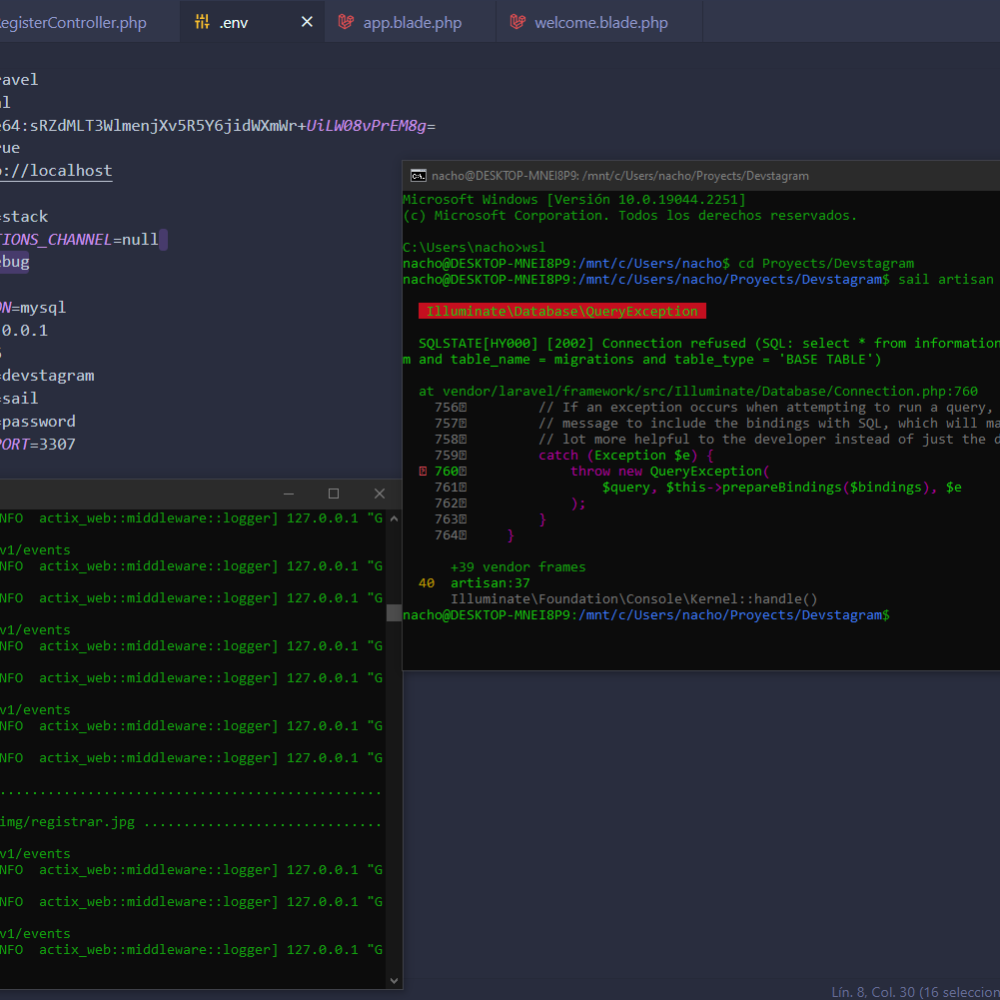 egisterController.php
.env
app.blade.php
welcome.blade.php
avel
l
e64:sRZdMLT3WlmenjXv5R5Y6jidWXmWr+UiLW08vPrEM8g=
rue
://localhost
=stack
TIONS_CHANNEL=null
ebug
ON=mysql
0.0.1
=devstagram
=sail
=password
PORT=3307
nacho@DESKTOP-MNEI8P9: /mnt/c/Users/nacho/Proyects/Devstagram
Microsoft Windows [Versión 10.0.19044.2251]
(c) Microsoft Corporation. Todos los derechos reservados.
C:\Users\nacho>wsl
nacho@DESKTOP-MNEI8P9:/mnt/c/Users/nacho$ cd Proyects/Devstagram
nacho@DESKTOP-MNEI8P9:/mnt/c/Users/nacho/Proyects/Devstagram$ sail artisan
Illuminate\Database\QueryException
SQLSTATE[HY000] [2002] Connection refused (SQL: select * from information
m and table_name = migrations and table_type = 'BASE TABLE')
at vendor/laravel/framework/src/Illuminate/Database/Connection.php:760
756 // If an exception occurs when attempting to run a query,
757 // message to include the bindings with SQL, which will ma
758 // lot more helpful to the developer instead of just the d
759 catch (Exception $e) {
760 throw new QueryException(
761 $query, $this->prepareBindings($bindings), $e
762 );
763 }
764 }
+39 vendor frames
40 artisan:37
Illuminate\Foundation\Console\Kernel::handle()
nacho@DESKTOP-MNEI8P9:/mnt/c/Users/nacho/Proyects/Devstagram$
NFO actix_web::middleware::logger] 127.0.0.1 "G
v1/events
NFO actix_web::middleware::logger] 127.0.0.1 "G
NFO actix_web::middleware::logger] 127.0.0.1 "G
v1/events
NFO actix_web::middleware::logger] 127.0.0.1 "G
NFO actix_web::middleware::logger] 127.0.0.1 "G
v1/events
NFO actix_web::middleware::logger] 127.0.0.1 "G
NFO actix_web::middleware::logger] 127.0.0.1 "G
................................................
img/registrar.jpg ..............................
v1/events
NFO actix_web::middleware::logger] 127.0.0.1 "G
NFO actix_web::middleware::logger] 127.0.0.1 "G
v1/events
NFO actix_web::middleware::logger] 127.0.0.1 "G
Lín. 8, Col. 30 (16 seleccion